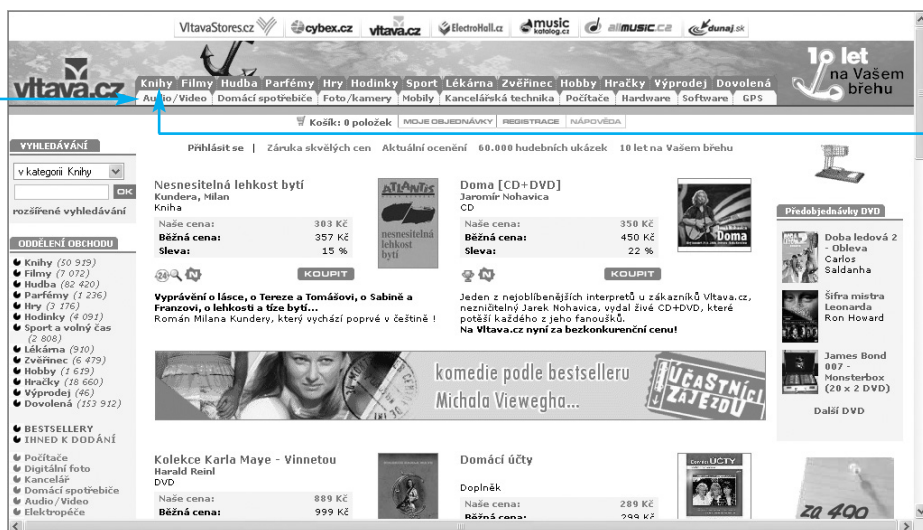 VltavaStores.cz cybex.cz vltava.cz ElectroHall.cz music katalog.cz allmusic.cz dunaj.sk
vltava.cz
10 let
na Vašem
břehu
Knihy Filmy Hudba Parfémy Hry Hodinky Sport Lékárna Zvěřinec Hobby Hračky Výprodej Dovolená
Audio/Video Domácí spotřebiče Foto/kamery Mobily Kancelářská technika Počítače Hardware Software GPS
Košík: 0 položek MOJE OBJEDNÁVKY REGISTRACE NÁPOVĚDA
Přihlásit se | Záruka skvělých cen Aktuální ocenění 60.000 hudebních ukázek 10 let na Vašem břehu
VYHLEDÁVÁNÍ
v kategorii Knihy
OK
rozšířené vyhledávání
ODDĚLENÍ OBCHODU
Knihy (50 939)
Filmy (7 072)
Hudba (82 420)
Parfémy (1 236)
Hry (3 176)
Hodinky (4 091)
Sport a volný čas
(2 808)
Lékárna (910)
Zvěřinec (6 479)
Hobby (1 619)
Hračky (18 660)
Výprodej (46)
Dovolená (153 912)
BESTSELLERY
IHNED K DODÁNÍ
Počítače
Digitální foto
Kancelář
Domácí spotřebiče
Audio/Video
Elektropéče
Nesnesitelná lehkost bytí
Kundera, Milan
Kniha
Naše cena: 303 Kč
Běžná cena: 357 Kč
Sleva: 15 %
24 N KOUPIT
ATLANTIS
nesnesitelná
lehkost
bytí
Vyprávění o lásce, o Tereze a Tomášovi, o Sabině a
Franzovi, o lehkosti a tíze bytí...
Román Milana Kundery, který vychází poprvé v češtině !
Doma [CD+DVD]
Jaromír Nohavica
CD
Naše cena: 350 Kč
Běžná cena: 450 Kč
Sleva: 22 %
N KOUPIT
Doma
Jeden z nejoblíbenějších interpretů u zákazníků Vltava.cz,
nezničitelný Jarek Nohavica, vydal živé CD+DVD, které
potěší každého z jeho fanoušků.
Na Vltava.cz nyní za bezkonkurenční cenu!
komedie podle bestselleru
Michala Viewegha...
ÚČASTNÍCI
ZÁJEZDU
Kolekce Karla Maye - Vinnetou
Harald Reinl
DVD
Naše cena: 889 Kč
Běžná cena: 999 Kč
Domácí účty
Doplněk
Naše cena: 289 Kč
Běžná cena: 299 Kč
ÚČTY
Předobjednávky DVD
Doba ledová 2
- Obleva
Carlos
Saldanha
Šifra mistra
Leonarda
Ron Howard
James Bond
007 -
Monsterbox
(20 x 2 DVD)
Další DVD
za 400